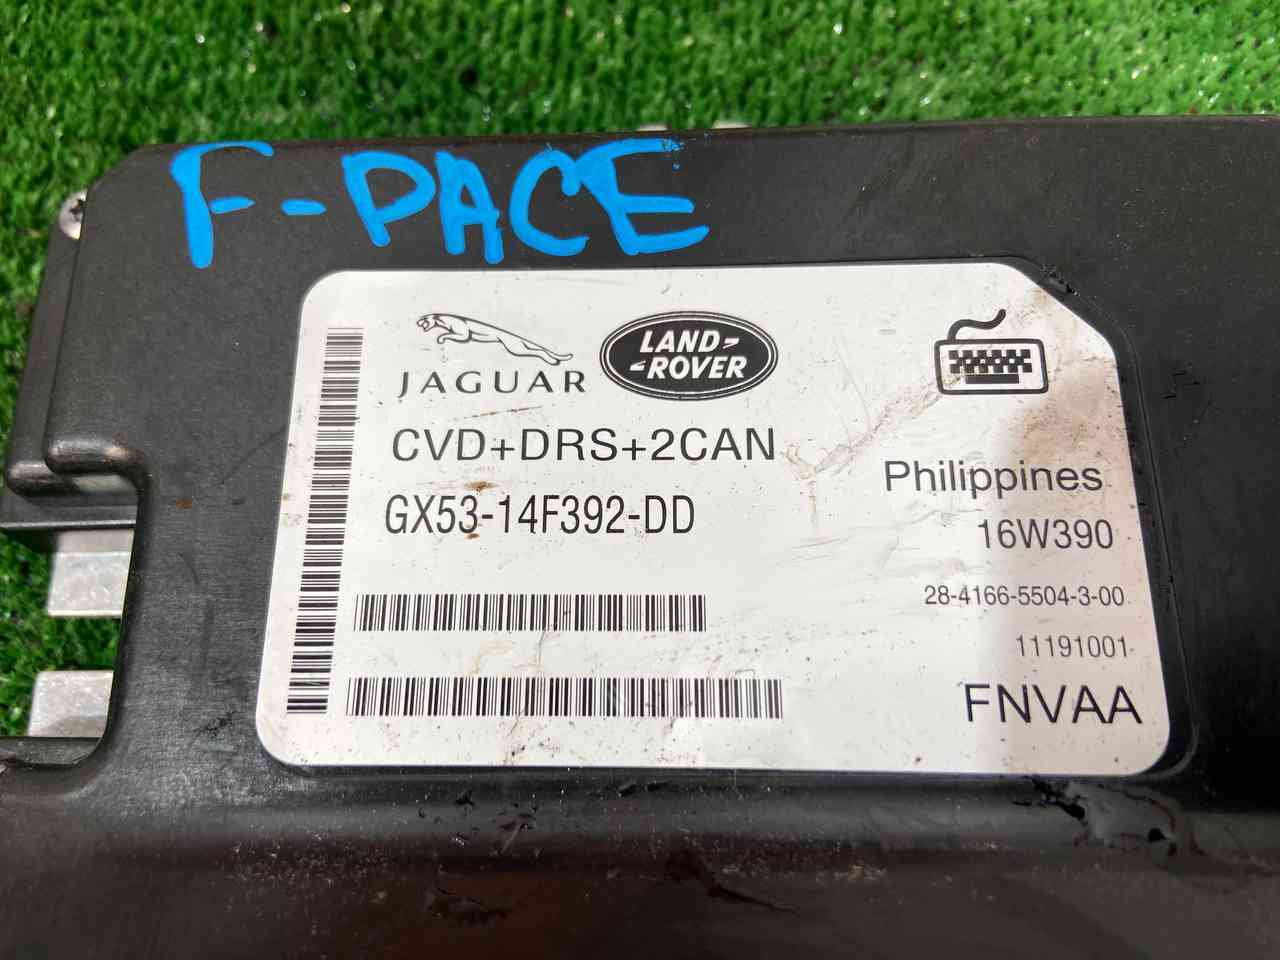 F-PACE
JAGUAR
LAND-
-ROVER
CVD+DRS+2CAN
GX53-14F392-DD
Philippines
16W390
28-4166-5504-3-00
11191001
FNVAA